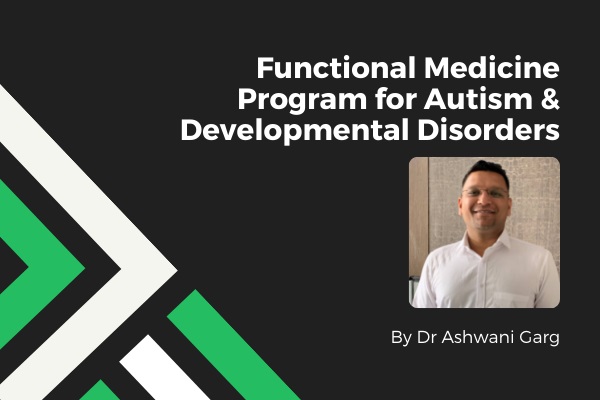 Functional Medicine
Program for Autism &
Developmental Disorders
By Dr Ashwani Garg